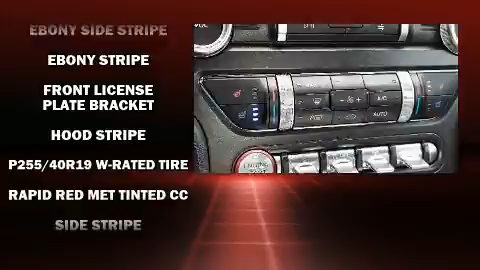 EBONY SIDE STRIPE
EBONY STRIPE
FRONT LICENSE
PLATE BRACKET
HOOD STRIPE
P255/40R19 W-RATED TIRE
RAPID RED MET TINTED CC
SIDE STRIPE
A/C
AUTO